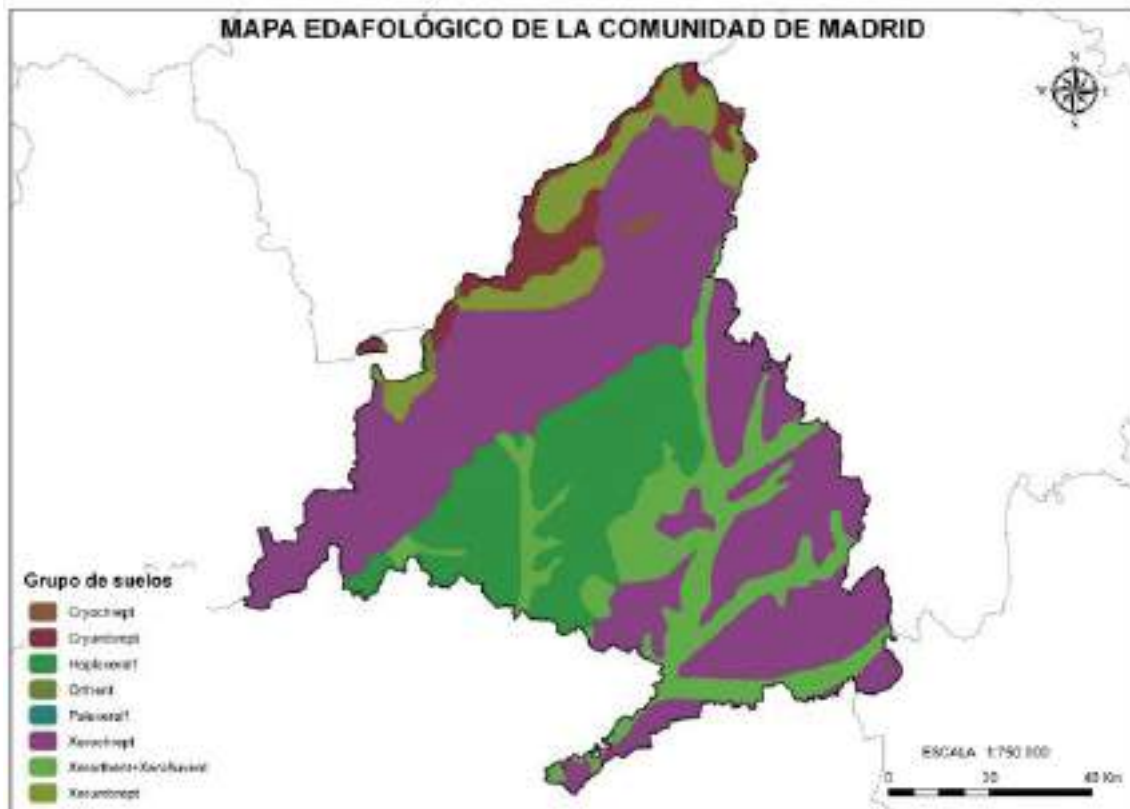 MAPA EDAFOLÓGICO DE LA COMUNIDAD DE MADRID
N
W E
S
Grupo de suelos
Cryochrept
Cryumbrept
Haploxeralf
Orthent
Palexeralf
Xerochrept
Xerorthent+Xerofluvent
Xerumbrept
ESCALA 1:750.000
0 20 40 Km